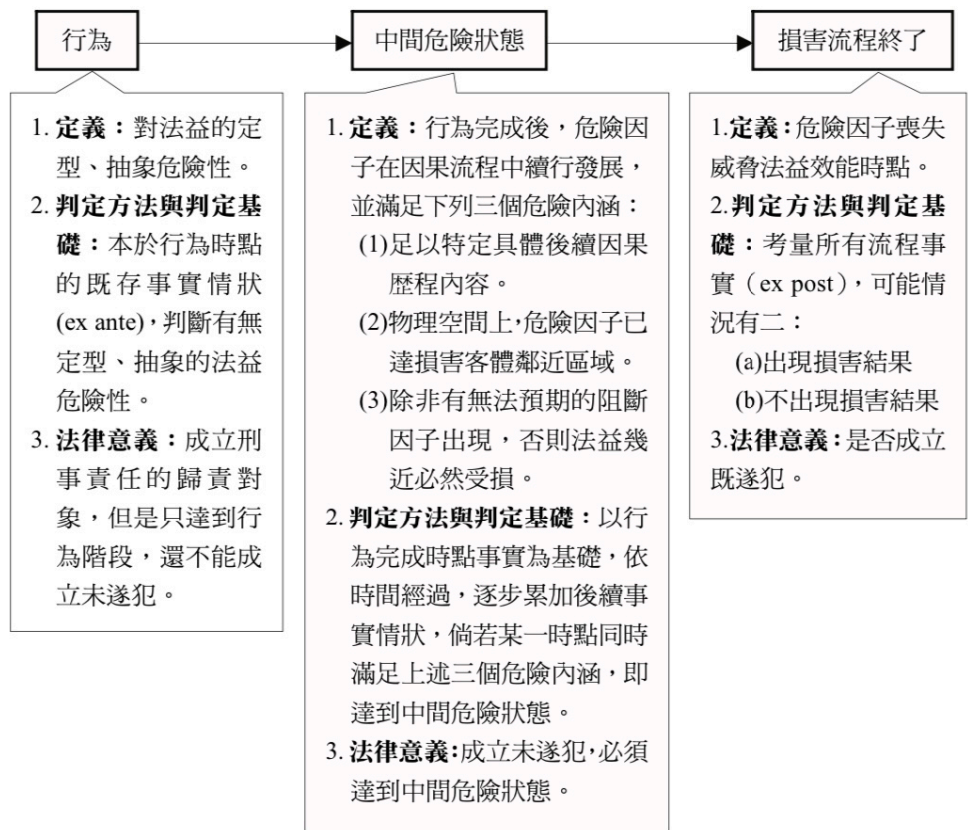 行為
中間危險狀態
損害流程終了
1. 定義：對法益的定
型、抽象危險性。
2. 判定方法與判定基
礎：本於行為時點
的既存事實情狀
(ex ante)，判斷有無
定型、抽象的法益
危險性。
3. 法律意義：成立刑
事責任的歸責對
象，但是只達到行
為階段，還不能成
立未遂犯。
1. 定義：行為完成後，危險因
子在因果流程中續行發展，
並滿足下列三個危險內涵：
(1)足以特定具體後續因果
歷程內容。
(2)物理空間上，危險因子已
達損害客體鄰近區域。
(3)除非有無法預期的阻斷
因子出現，否則法益幾
近必然受損。
2. 判定方法與判定基礎：以行
為完成時點事實為基礎，依
時間經過，逐步累加後續事
實情狀，倘若某一時點同時
滿足上述三個危險內涵，即
達到中間危險狀態。
3. 法律意義：成立未遂犯，必須
達到中間危險狀態。
1.定義：危險因子喪失
威脅法益效能時點。
2.判定方法與判定基
礎：考量所有流程事
實（ex post），可能情
況有二：
(a)出現損害結果
(b)不出現損害結果
3.法律意義：是否成立
既遂犯。